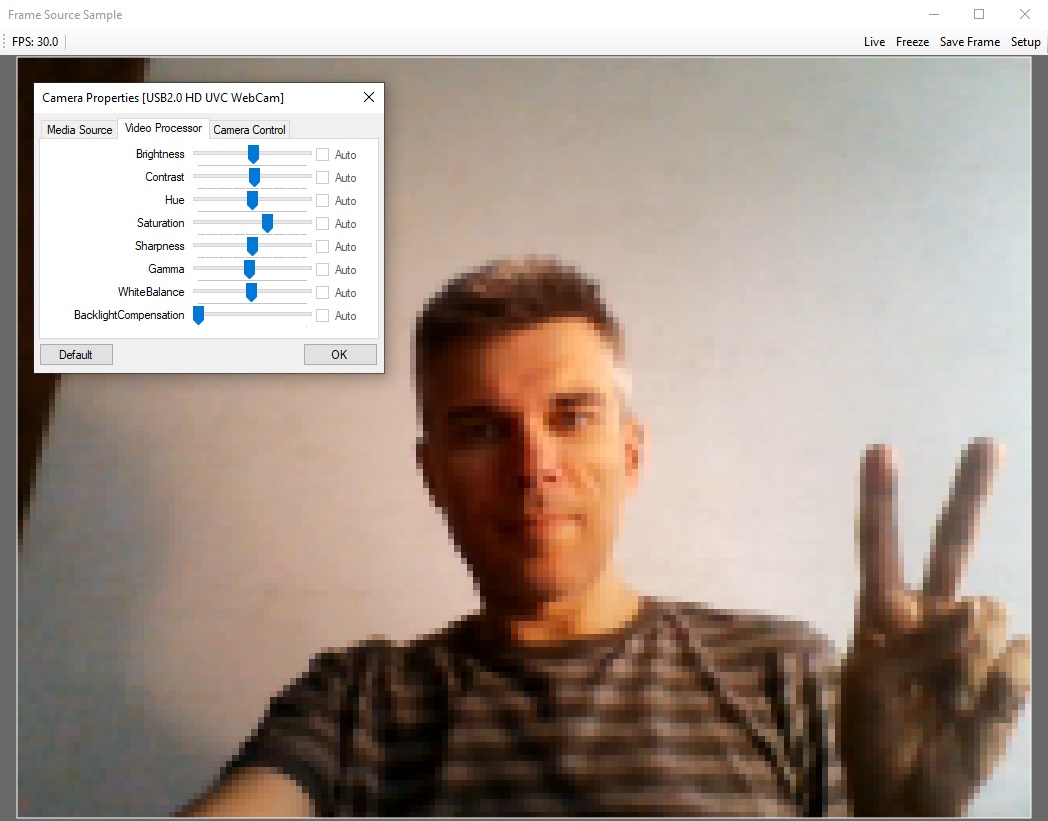 Frame Source Sample
FPS: 30.0 Live Freeze Save Frame Setup
Camera Properties [USB2.0 HD UVC WebCam]
Media Source Video Processor Camera Control
Brightness Auto
Contrast Auto
Hue Auto
Saturation Auto
Sharpness Auto
Gamma Auto
WhiteBalance Auto
BacklightCompensation Auto
Default OK